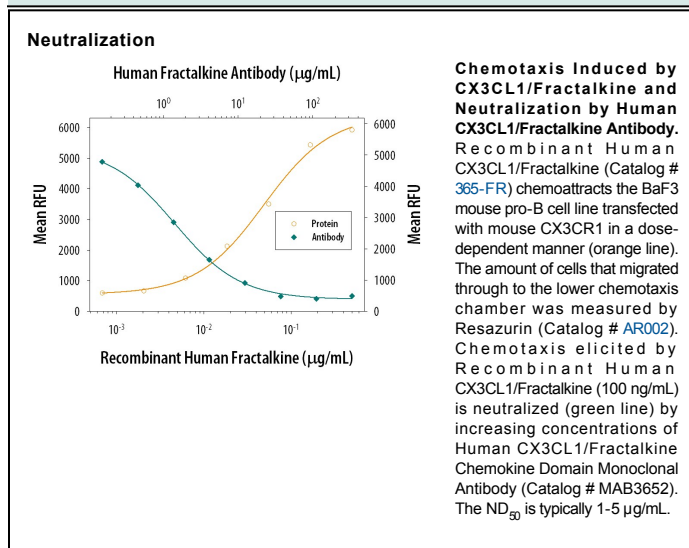 Neutralization
Human Fractalkine Antibody (µg/mL)
10⁰ 10¹ 10²
6000 6000
5000 5000
4000 4000
3000 3000
2000 2000
1000 1000
0 0
Mean RFU
Mean RFU
Protein
Antibody
10⁻³ 10⁻² 10⁻¹
Recombinant Human Fractalkine (µg/mL)
Chemotaxis Induced by
CX3CL1/Fractalkine and
Neutralization by Human
CX3CL1/Fractalkine Antibody.
Recombinant Human
CX3CL1/Fractalkine (Catalog #
365-FR) chemoattracts the BaF3
mouse pro-B cell line transfected
with mouse CX3CR1 in a dose-
dependent manner (orange line).
The amount of cells that migrated
through to the lower chemotaxis
chamber was measured by
Resazurin (Catalog # AR002).
Chemotaxis elicited by
Recombinant Human
CX3CL1/Fractalkine (100 ng/mL)
is neutralized (green line) by
increasing concentrations of
Human CX3CL1/Fractalkine
Chemokine Domain Monoclonal
Antibody (Catalog # MAB3652).
The ND₅₀ is typically 1-5 µg/mL.